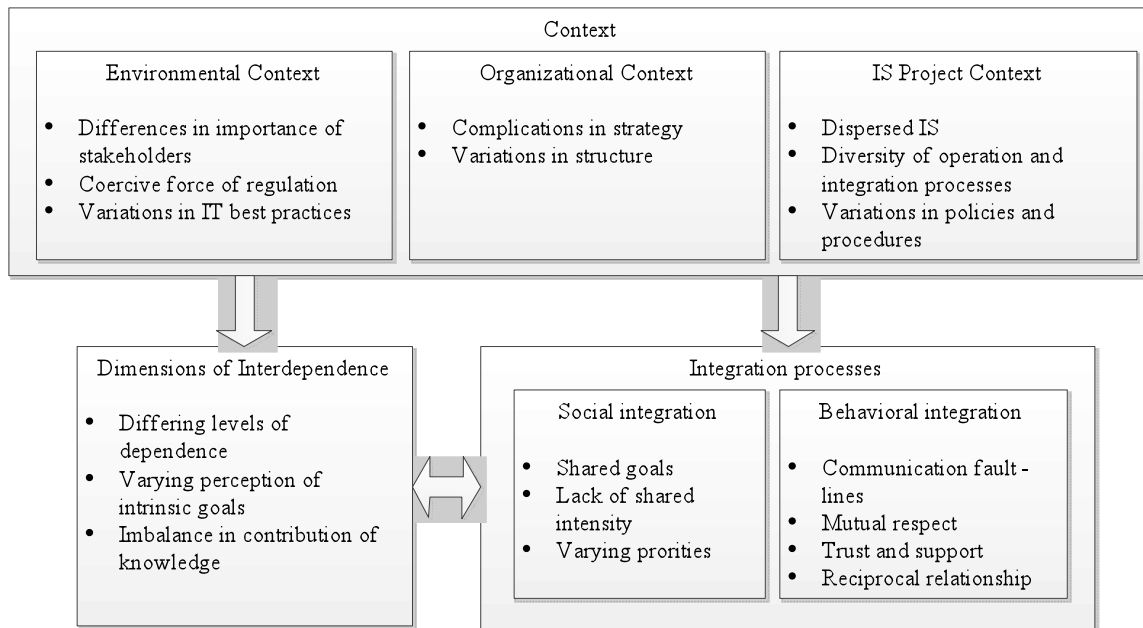 Context
Environmental Context
• Differences in importance of
stakeholders
• Coercive force of regulation
• Variations in IT best practices
Organizational Context
• Complications in strategy
• Variations in structure
IS Project Context
• Dispersed IS
• Diversity of operation and
integration processes
• Variations in policies and
procedures
Dimensions of Interdependence
• Differing levels of
dependence
• Varying perception of
intrinsic goals
• Imbalance in contribution of
knowledge
Integration processes
Social integration
• Shared goals
• Lack of shared
intensity
• Varying prorities
Behavioral integration
• Communication fault -
lines
• Mutual respect
• Trust and support
• Reciprocal relationship